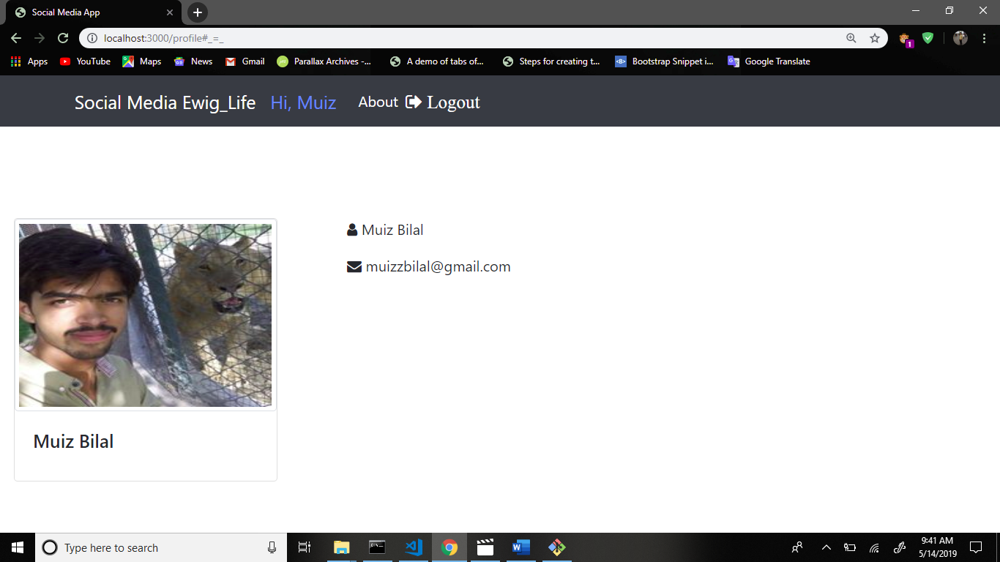 Social Media App
localhost:3000/profile#_=_
1
Apps YouTube Maps News Gmail Parallax Archives -... A demo of tabs of... Steps for creating t... <B> Bootstrap Snippet i... Google Translate
Social Media Ewig_Life Hi, Muiz About Logout
Muiz Bilal
muizzbilal@gmail.com
Muiz Bilal
Type here to search
9:41 AM
5/14/2019